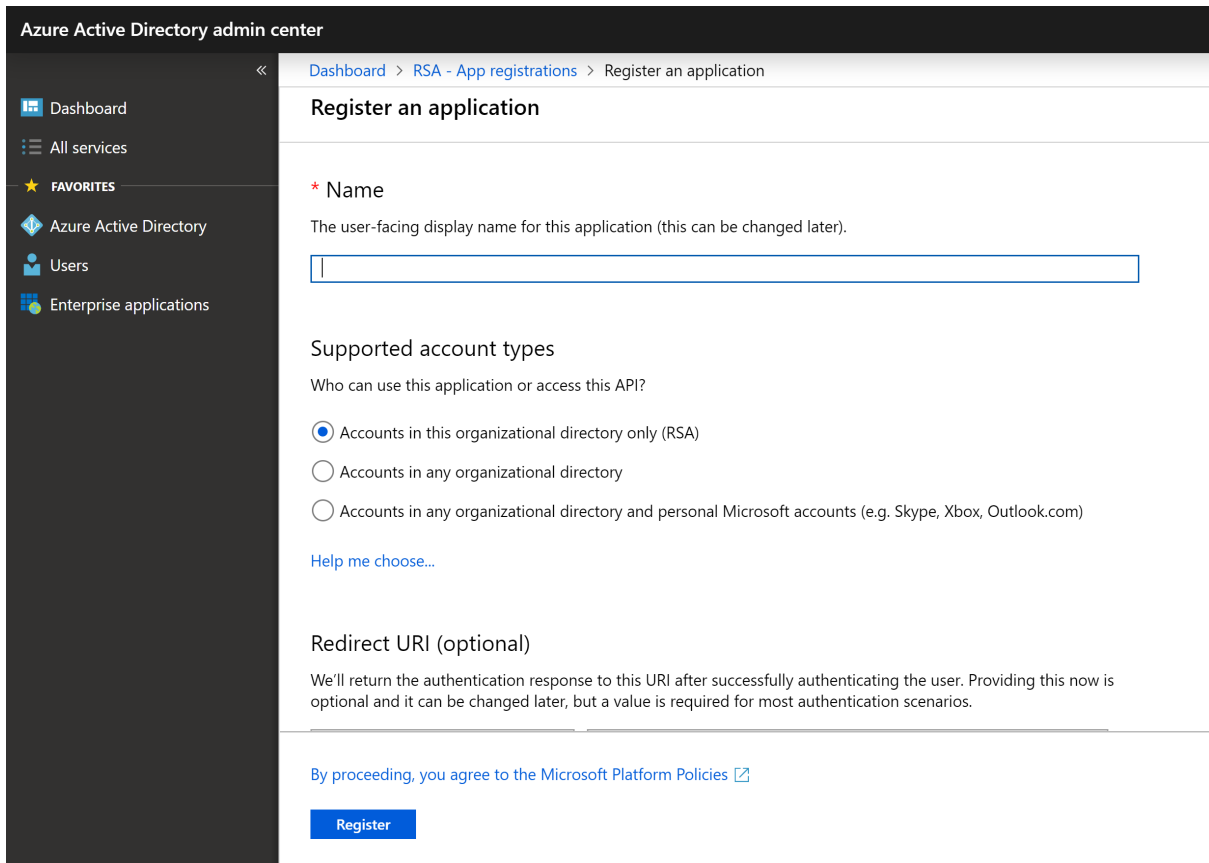 Azure Active Directory admin center
«
Dashboard > RSA - App registrations > Register an application
Dashboard
All services
FAVORITES
Azure Active Directory
Users
Enterprise applications
Register an application
* Name
The user-facing display name for this application (this can be changed later).
Supported account types
Who can use this application or access this API?
Accounts in this organizational directory only (RSA)
Accounts in any organizational directory
Accounts in any organizational directory and personal Microsoft accounts (e.g. Skype, Xbox, Outlook.com)
Help me choose...
Redirect URI (optional)
We'll return the authentication response to this URI after successfully authenticating the user. Providing this now is
optional and it can be changed later, but a value is required for most authentication scenarios.
By proceeding, you agree to the Microsoft Platform Policies
Register